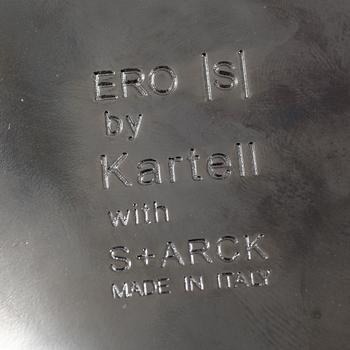 ERO |S|
by
Kartell
with
S+ARCK
MADE IN ITALY